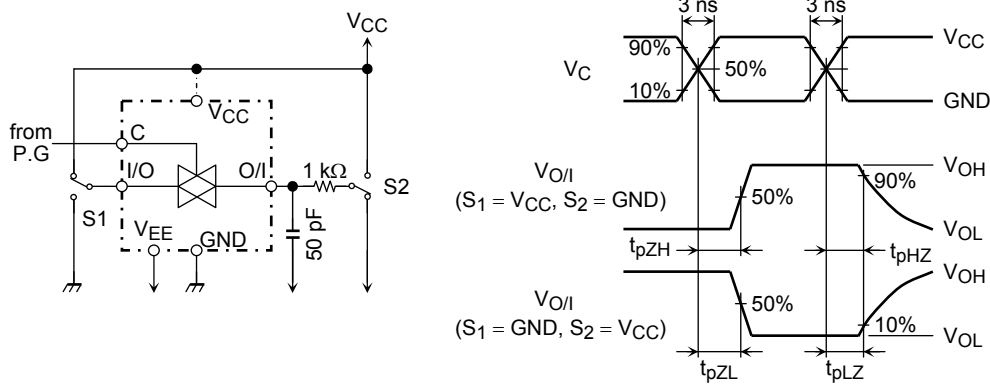 VCC
from
P.G
C
VCC
I/O
O/I
1 kΩ
S1
S2
VEE
GND
50 pF
3 ns
3 ns
VC
90%
10%
50%
VCC
GND
VO/I
(S1 = VCC, S2 = GND)
50%
VOH
90%
VOL
tpZH
tpHZ
VO/I
(S1 = GND, S2 = VCC)
50%
VOH
10%
VOL
tpZL
tpLZ